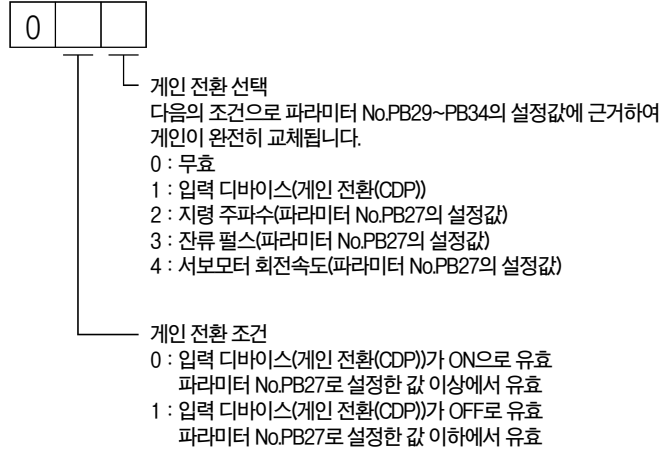 0
게인 전환 선택
다음의 조건으로 파라미터 No.PB29~PB34의 설정값에 근거하여
게인이 완전히 교체됩니다.
0 : 무효
1 : 입력 디바이스(게인 전환(CDP))
2 : 지령 주파수(파라미터 No.PB27의 설정값)
3 : 잔류 펄스(파라미터 No.PB27의 설정값)
4 : 서보모터 회전속도(파라미터 No.PB27의 설정값)
게인 전환 조건
0 : 입력 디바이스(게인 전환(CDP))가 ON으로 유효
파라미터 No.PB27로 설정한 값 이상에서 유효
1 : 입력 디바이스(게인 전환(CDP))가 OFF로 유효
파라미터 No.PB27로 설정한 값 이하에서 유효